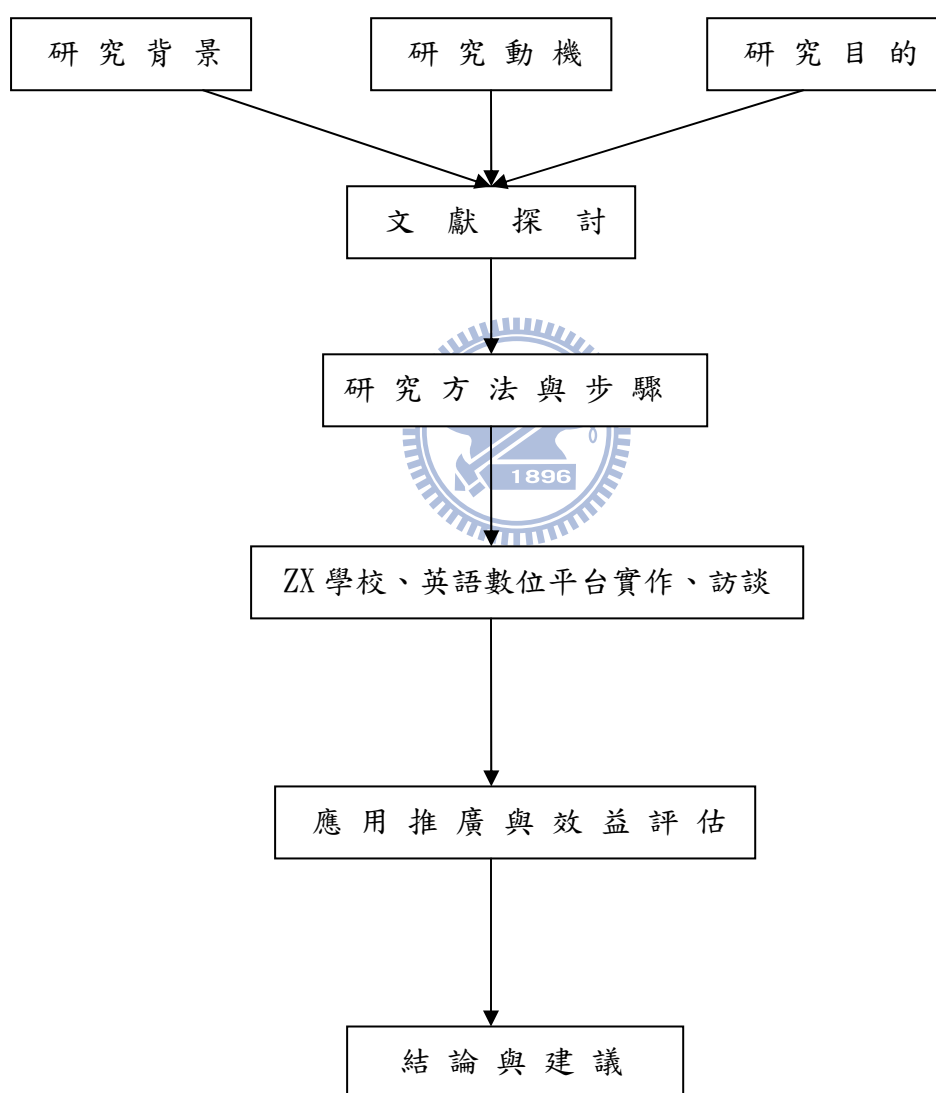 研究背景
研究動機
研究目的
文獻探討
研究方法與步驟
1896
ZX學校、英語數位平台實作、訪談
應用推廣與效益評估
結論與建議